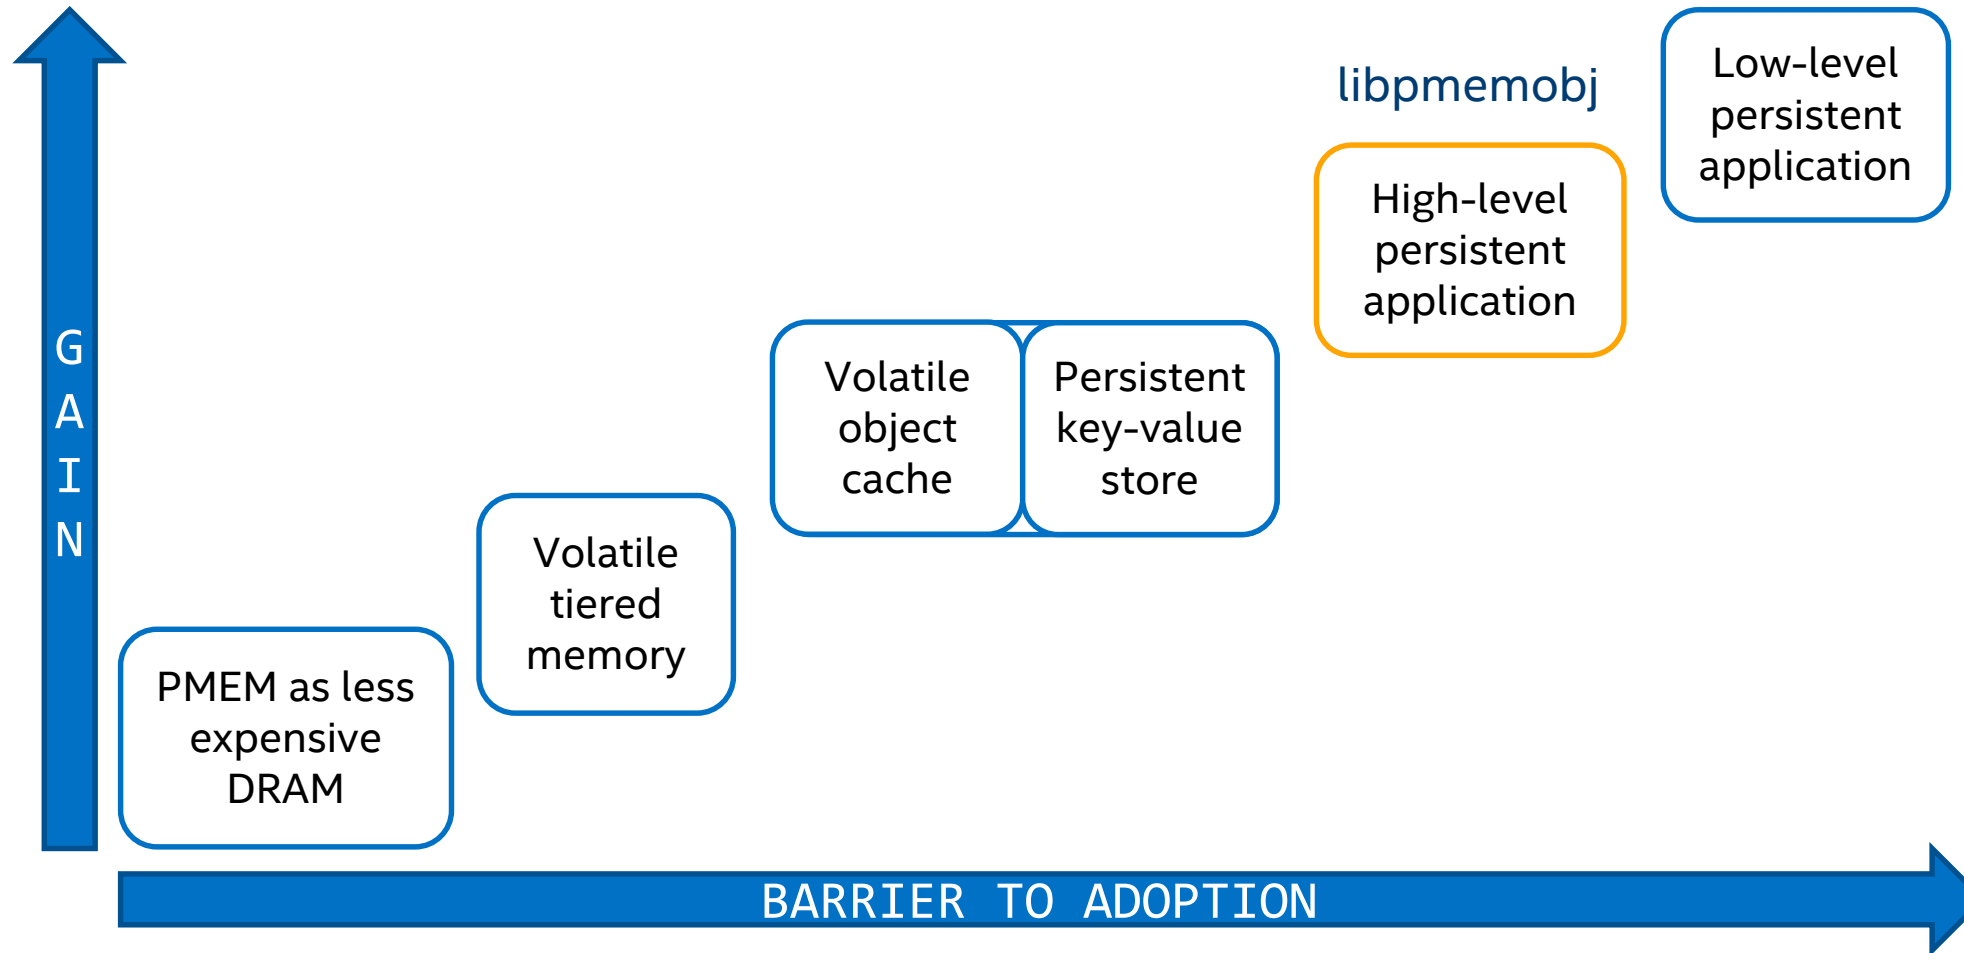 libpmemobj
Low-level
persistent
application
High-level
persistent
application
Volatile
object
cache
Persistent
key-value
store
Volatile
tiered
memory
PMEM as less
expensive
DRAM
G
A
I
N
BARRIER TO ADOPTION